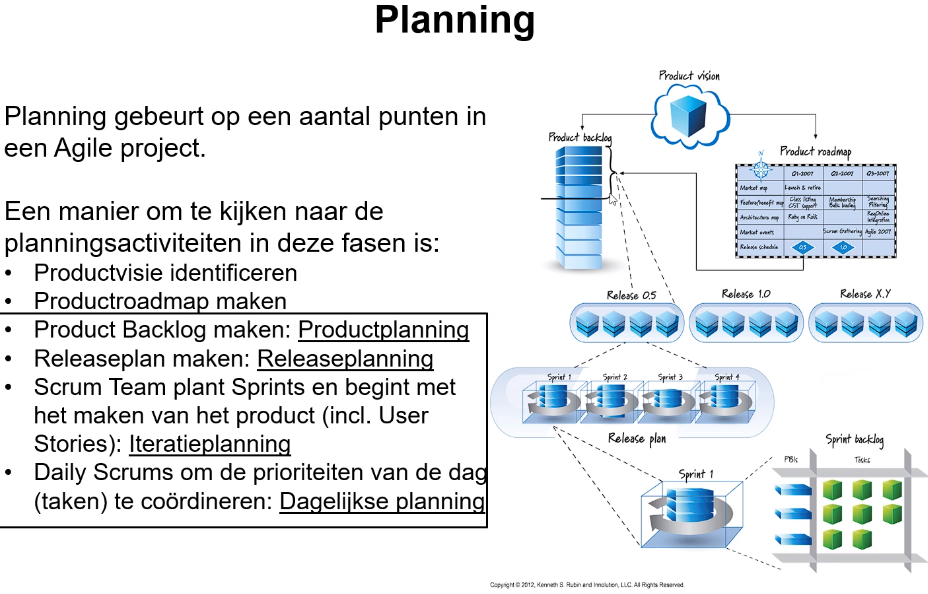 Planning
Planning gebeurt op een aantal punten in
een Agile project.
Een manier om te kijken naar de
planningsactiviteiten in deze fasen is:
• Productvisie identificeren
• Productroadmap maken
• Product Backlog maken: Productplanning
• Releaseplan maken: Releaseplanning
• Scrum Team plant Sprints en begint met
het maken van het product (incl. User
Stories): Iteratieplanning
• Daily Scrums om de prioriteiten van de dag
(taken) te coördineren: Dagelijkse planning
Product vision
Product backlog
Product roadmap
Q1-2007 Q2-2007 Q3-2007
Market map Launch & retire
Feature/benefit map Class listing Membership Searching
CST support Bulk loading Filtering
Architecture map Ruby on Rails RegOnline
integration
Market events Scrum Gathering Agile 2007
Release schedule 0.5 1.0
Release 0.5 Release 1.0 Release X.Y
Sprint 1 Sprint 2 Sprint 3 Sprint 4
Release plan
Sprint 1
Sprint backlog
PBIs Tasks
Copyright © 2012, Kenneth S. Rubin and Innolution, LLC. All Rights Reserved.